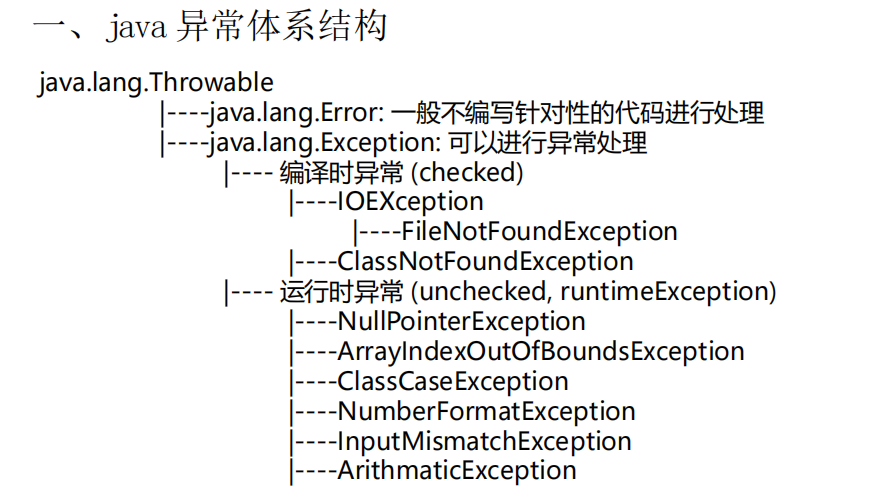 一、java 异常体系结构
java.lang.Throwable
|----java.lang.Error: 一般不编写针对性的代码进行处理
|----java.lang.Exception: 可以进行异常处理
|---- 编译时异常 (checked)
|----IOEXception
|----FileNotFoundException
|----ClassNotFoundException
|---- 运行时异常 (unchecked, runtimeException)
|----NullPointerException
|----ArrayIndexOutOfBoundsException
|----ClassCaseException
|----NumberFormatException
|----InputMismatchException
|----ArithmaticException